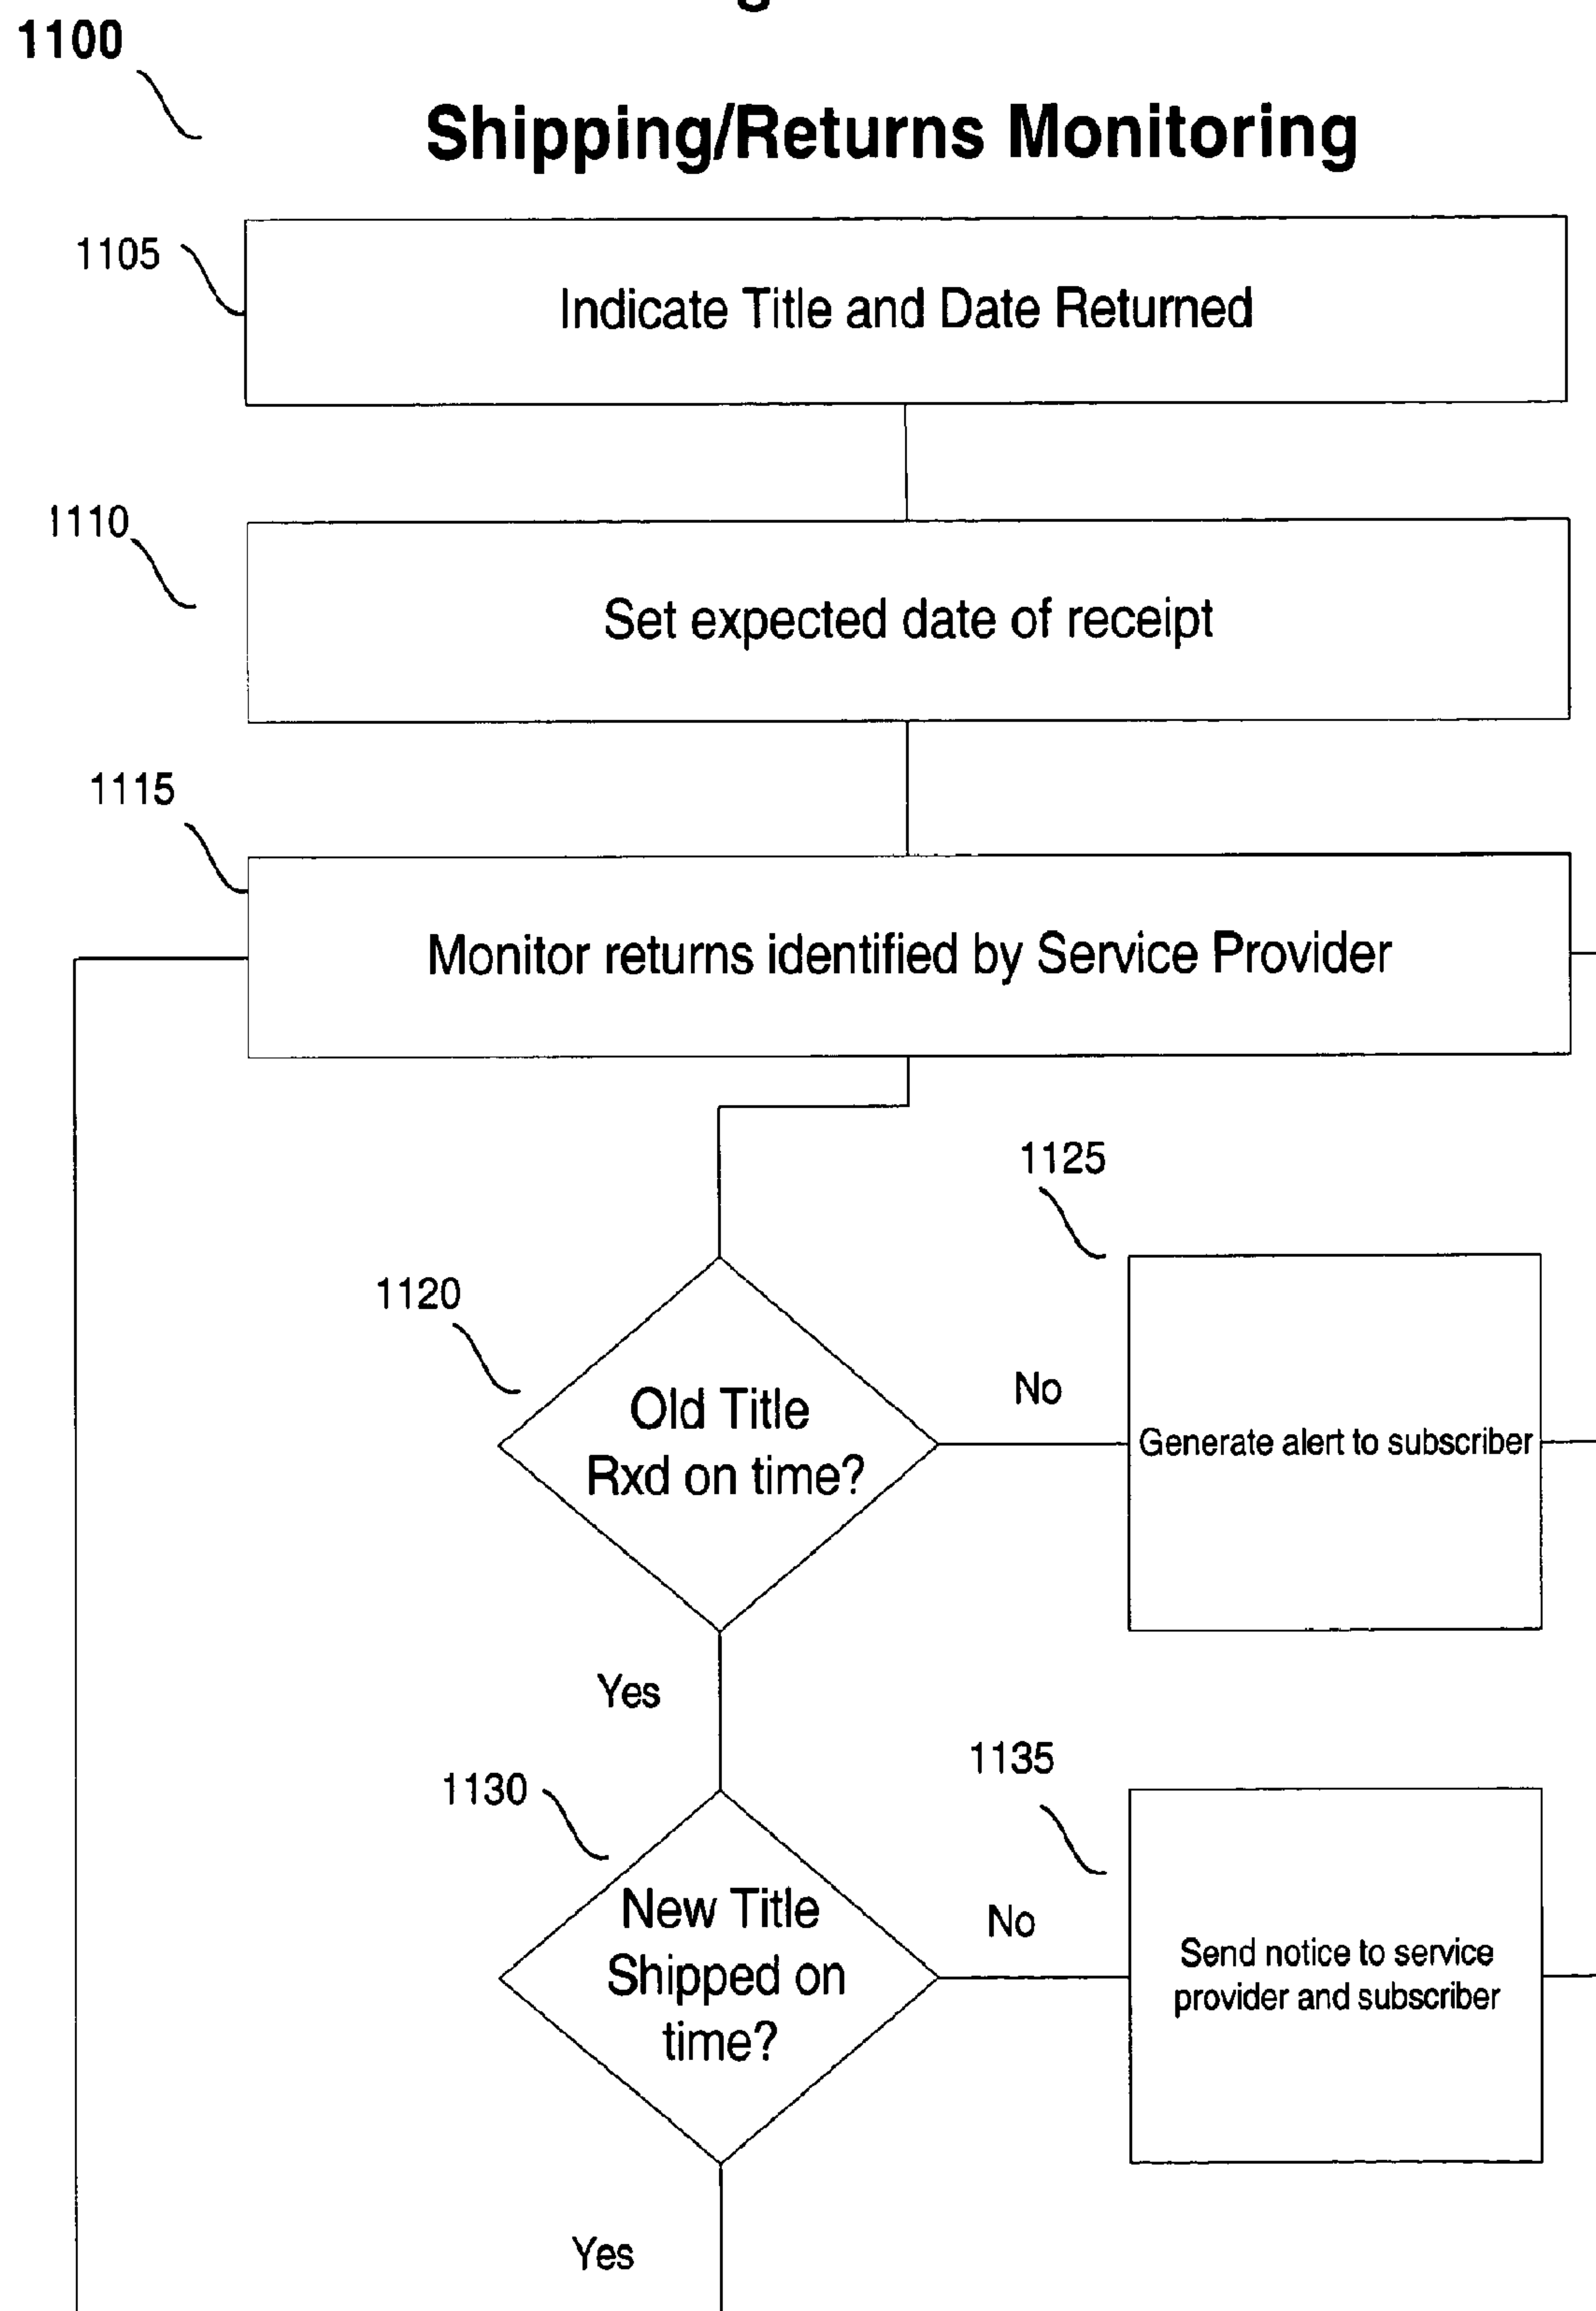 1100
Shipping/Returns Monitoring
1105
Indicate Title and Date Returned
1110
Set expected date of receipt
1115
Monitor returns identified by Service Provider
1125
1120
No
Old Title
Rxd on time?
Generate alert to subscriber
Yes
1135
1130
No
New Title
Shipped on
time?
Send notice to service
provider and subscriber
Yes